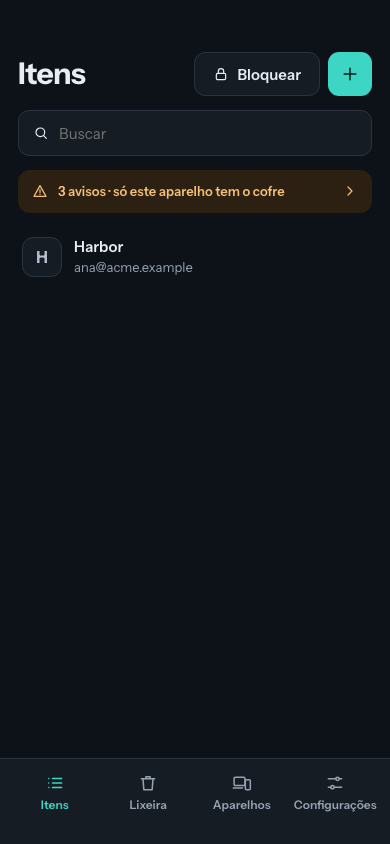 Itens
Bloquear
Buscar
3 avisos · só este aparelho tem o cofre
H
Harbor
ana@acme.example
Itens
Lixeira
Aparelhos
Configurações